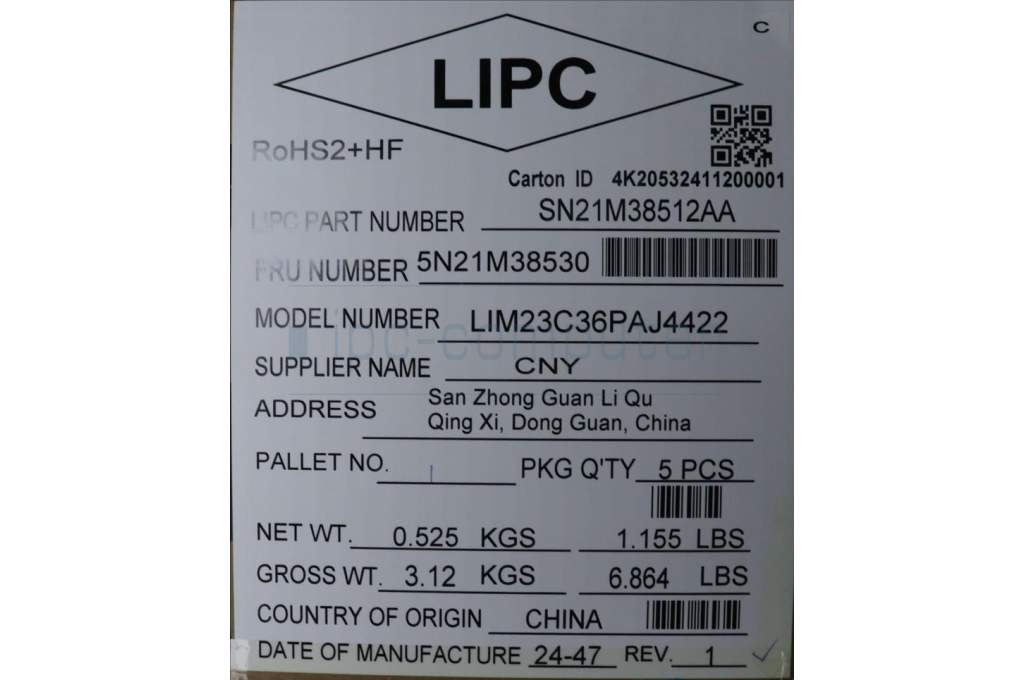 C
LIPC
RoHS2+HF
Carton ID 4K20532411200001
LIPC PART NUMBER SN21M38512AA
FRU NUMBER 5N21M38530
MODEL NUMBER LIM23C36PAJ4422
ipc-computer
SUPPLIER NAME CNY
ADDRESS San Zhong Guan Li Qu
Qing Xi, Dong Guan, China
PALLET NO. PKG Q'TY 5 PCS
NET WT. 0.525 KGS 1.155 LBS
GROSS WT. 3.12 KGS 6.864 LBS
COUNTRY OF ORIGIN CHINA
DATE OF MANUFACTURE 24-47 REV. 1